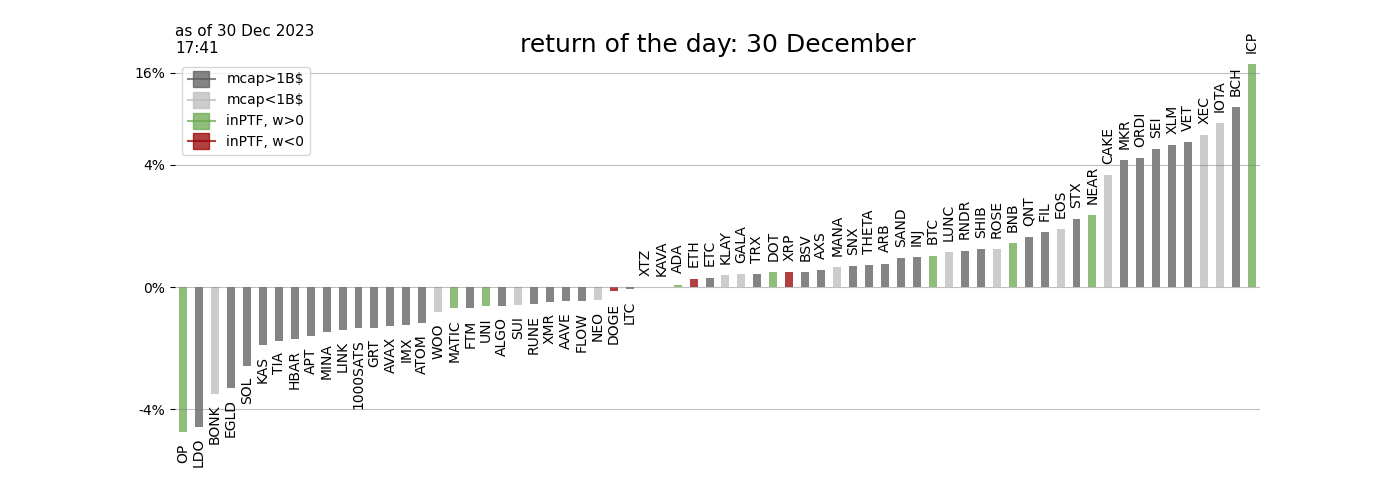 as of 30 Dec 2023
17:41
return of the day: 30 December
mcap>1B$
mcap<1B$
inPTF, w>0
inPTF, w<0
16%
4%
0%
-4%
OP
LDO
BONK
EGLD
SOL
KAS
TIA
HBAR
APT
MINA
LINK
1000SATS
GRT
AVAX
IMX
ATOM
WOO
MATIC
FTM
UNI
ALGO
SUI
RUNE
XMR
AAVE
FLOW
NEO
DOGE
LTC
XTZ
KAVA
ADA
ETH
ETC
KLAY
GALA
TRX
DOT
XRP
BSV
AXS
MANA
SNX
THETA
ARB
SAND
INJ
BTC
LUNC
RNDR
SHIB
ROSE
BNB
QNT
FIL
EOS
STX
NEAR
CAKE
MKR
ORDI
SEI
XLM
VET
XEC
IOTA
BCH
ICP